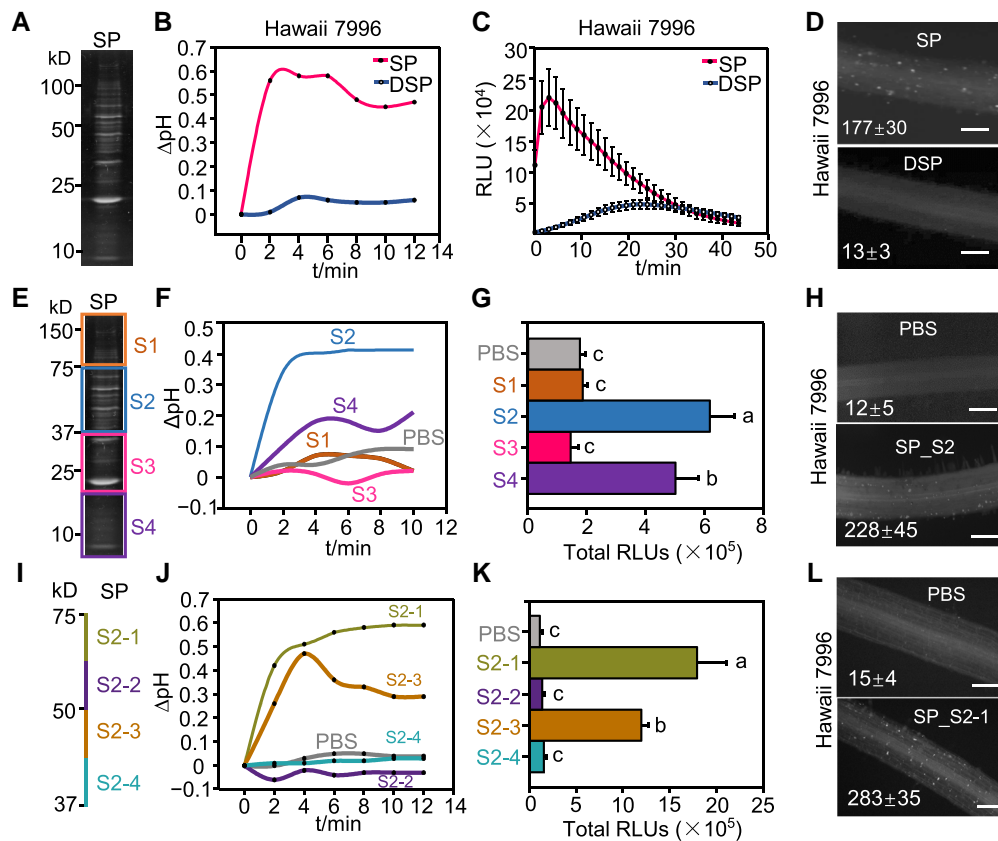 A
SP
kD
100
50
25
10
B
Hawaii 7996
0.7
0.6
0.5
0.4
0.3
0.2
0.1
0
ΔpH
SP
DSP
0 2 4 6 8 10 12 14
t/min
C
Hawaii 7996
30
25
20
15
10
5
RLU (×10⁴)
SP
DSP
0 10 20 30 40 50
t/min
D
Hawaii 7996
SP
177±30
DSP
13±3
E
kD
SP
150
75
37
25
10
S1
S2
S3
S4
F
0.5
0.4
0.3
0.2
0.1
0
−0.1
ΔpH
S2
S4
PBS
S1
S3
0 2 4 6 8 10 12
t/min
G
PBS c
S1 c
S2 a
S3 c
S4 b
0 2 4 6 8
Total RLUs (×10⁵)
H
Hawaii 7996
PBS
12±5
SP_S2
228±45
I
kD
SP
75
50
37
S2-1
S2-2
S2-3
S2-4
J
0.7
0.6
0.5
0.4
0.3
0.2
0.1
0.0
−0.1
ΔpH
S2-1
S2-3
PBS
S2-4
S2-2
0 2 4 6 8 10 12 14
t/min
K
PBS c
S2-1 a
S2-2 c
S2-3 b
S2-4 c
0 5 10 15 20 25
Total RLUs (×10⁵)
L
Hawaii 7996
PBS
15±4
SP_S2-1
283±35